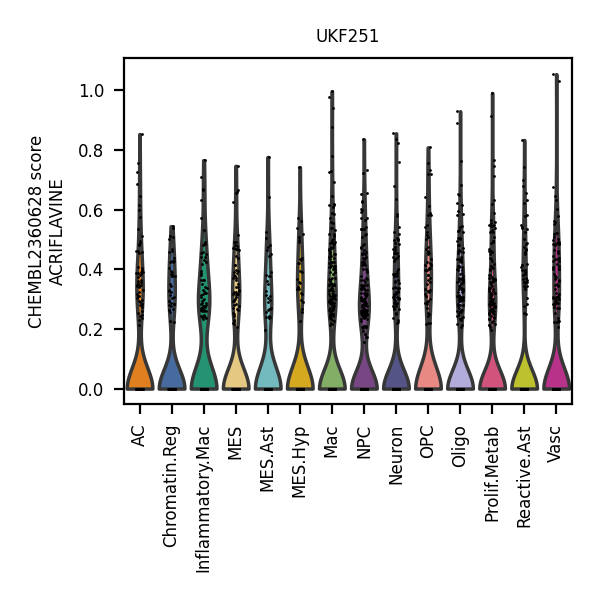 UKF251
CHEMBL2360628 score
ACRIFLAVINE
1.0
0.8
0.6
0.4
0.2
0.0
AC
Chromatin.Reg
Inflammatory.Mac
MES
MES.Ast
MES.Hyp
Mac
NPC
Neuron
OPC
Oligo
Prolif.Metab
Reactive.Ast
Vasc